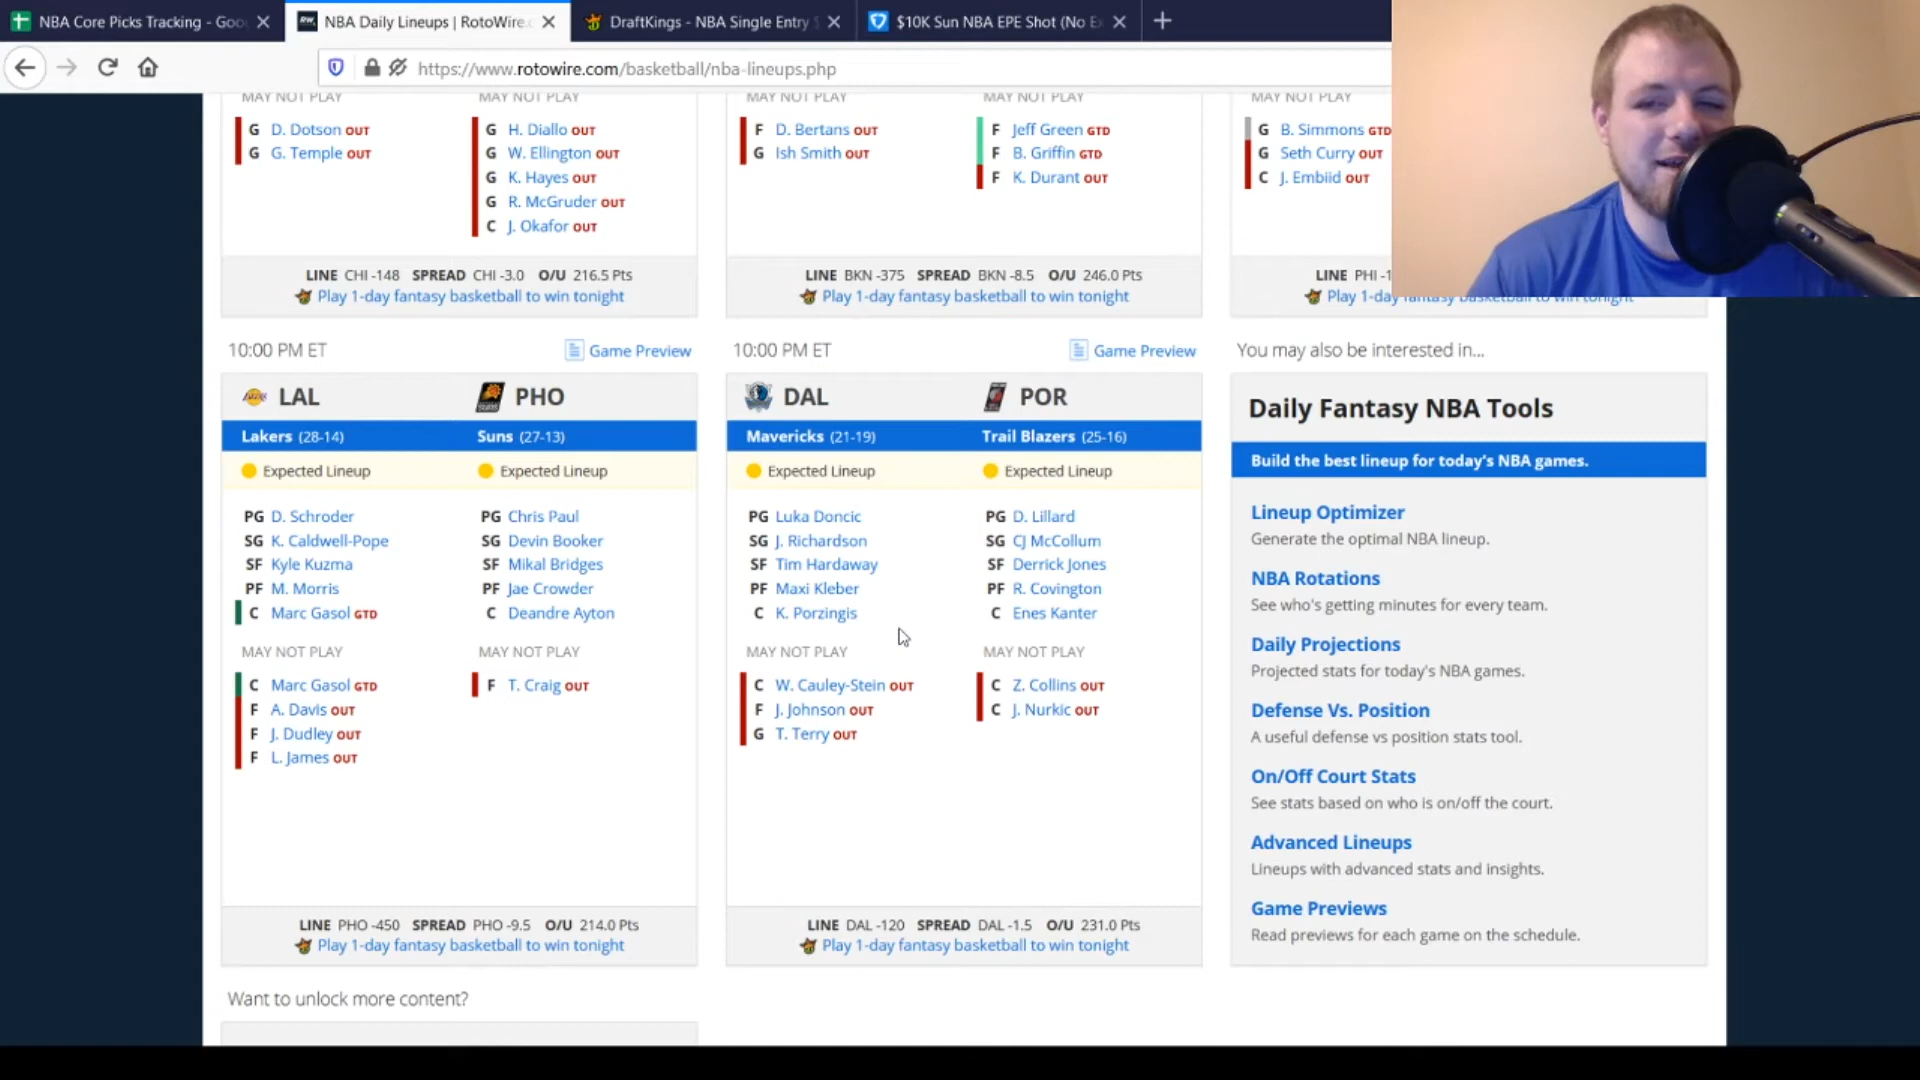 NBA Core Picks Tracking - Goo
NBA Daily Lineups | RotoWire.c
DraftKings - NBA Single Entry $
$10K Sun NBA EPE Shot (No E
https://www.rotowire.com/basketball/nba-lineups.php
MAY NOT PLAY MAY NOT PLAY MAY NOT PLAY MAY NOT PLAY MAY NOT PLAY
G D. Dotson OUT
G G. Temple OUT
G H. Diallo OUT
G W. Ellington OUT
G K. Hayes OUT
G R. McGruder OUT
C J. Okafor OUT
F D. Bertans OUT
G Ish Smith OUT
F Jeff Green GTD
F B. Griffin GTD
F K. Durant OUT
G B. Simmons GTD
G Seth Curry OUT
C J. Embiid OUT
LINE CHI -148 SPREAD CHI -3.0 O/U 216.5 Pts
Play 1-day fantasy basketball to win tonight
LINE BKN -375 SPREAD BKN -8.5 O/U 246.0 Pts
Play 1-day fantasy basketball to win tonight
LINE PHI -1
Play 1-day fantasy basketball to win tonight
10:00 PM ET Game Preview
LAL PHO
Lakers (28-14) Suns (27-13)
Expected Lineup Expected Lineup
PG D. Schroder
SG K. Caldwell-Pope
SF Kyle Kuzma
PF M. Morris
C Marc Gasol GTD
PG Chris Paul
SG Devin Booker
SF Mikal Bridges
PF Jae Crowder
C Deandre Ayton
MAY NOT PLAY MAY NOT PLAY
C Marc Gasol GTD
F A. Davis OUT
F J. Dudley OUT
F L. James OUT
F T. Craig OUT
LINE PHO -450 SPREAD PHO -9.5 O/U 214.0 Pts
Play 1-day fantasy basketball to win tonight
10:00 PM ET Game Preview
DAL POR
Mavericks (21-19) Trail Blazers (25-16)
Expected Lineup Expected Lineup
PG Luka Doncic
SG J. Richardson
SF Tim Hardaway
PF Maxi Kleber
C K. Porzingis
PG D. Lillard
SG CJ McCollum
SF Derrick Jones
PF R. Covington
C Enes Kanter
MAY NOT PLAY MAY NOT PLAY
C W. Cauley-Stein OUT
F J. Johnson OUT
G T. Terry OUT
C Z. Collins OUT
C J. Nurkic OUT
LINE DAL -120 SPREAD DAL -1.5 O/U 231.0 Pts
Play 1-day fantasy basketball to win tonight
You may also be interested in...
Daily Fantasy NBA Tools
Build the best lineup for today's NBA games.
Lineup Optimizer
Generate the optimal NBA lineup.
NBA Rotations
See who's getting minutes for every team.
Daily Projections
Projected stats for today's NBA games.
Defense Vs. Position
A useful defense vs position stats tool.
On/Off Court Stats
See stats based on who is on/off the court.
Advanced Lineups
Lineups with advanced stats and insights.
Game Previews
Read previews for each game on the schedule.
Want to unlock more content?